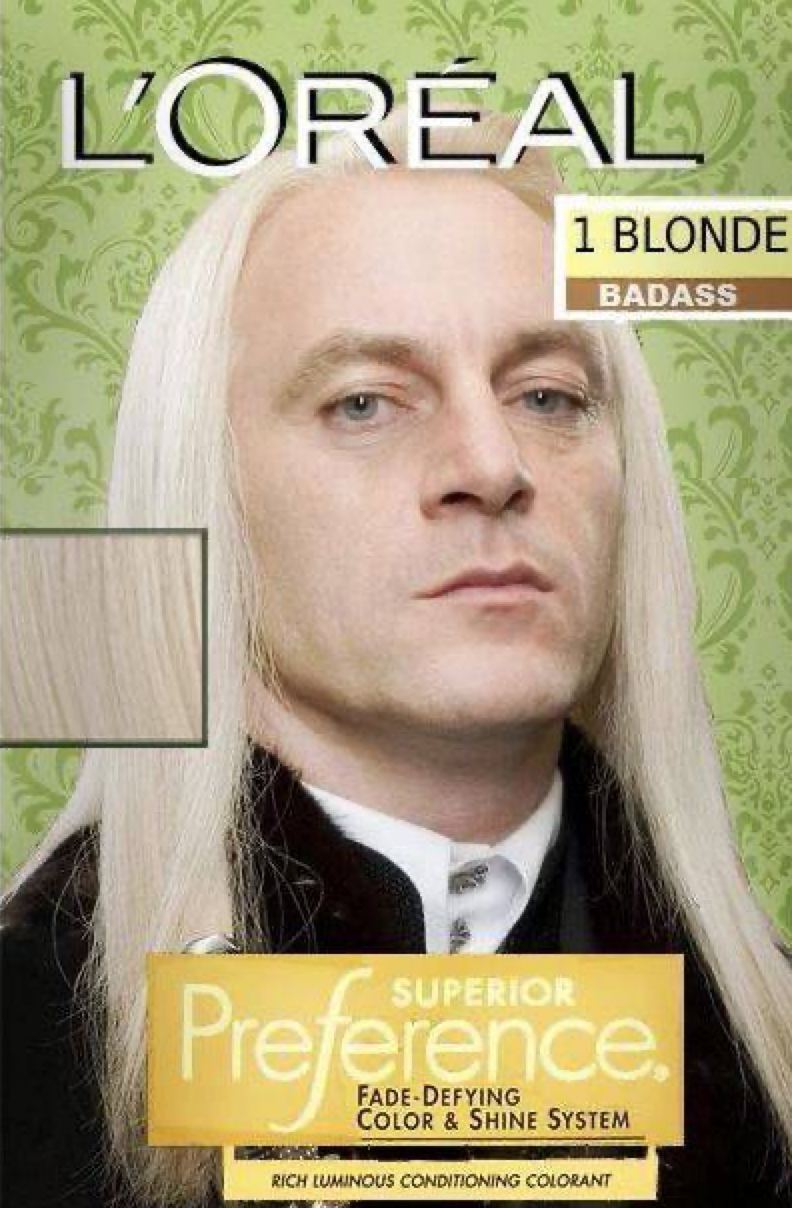 L'ORÉAL
1 BLONDE
BADASS
SUPERIOR
Preference.
FADE-DEFYING
COLOR & SHINE SYSTEM
RICH LUMINOUS CONDITIONING COLORANT